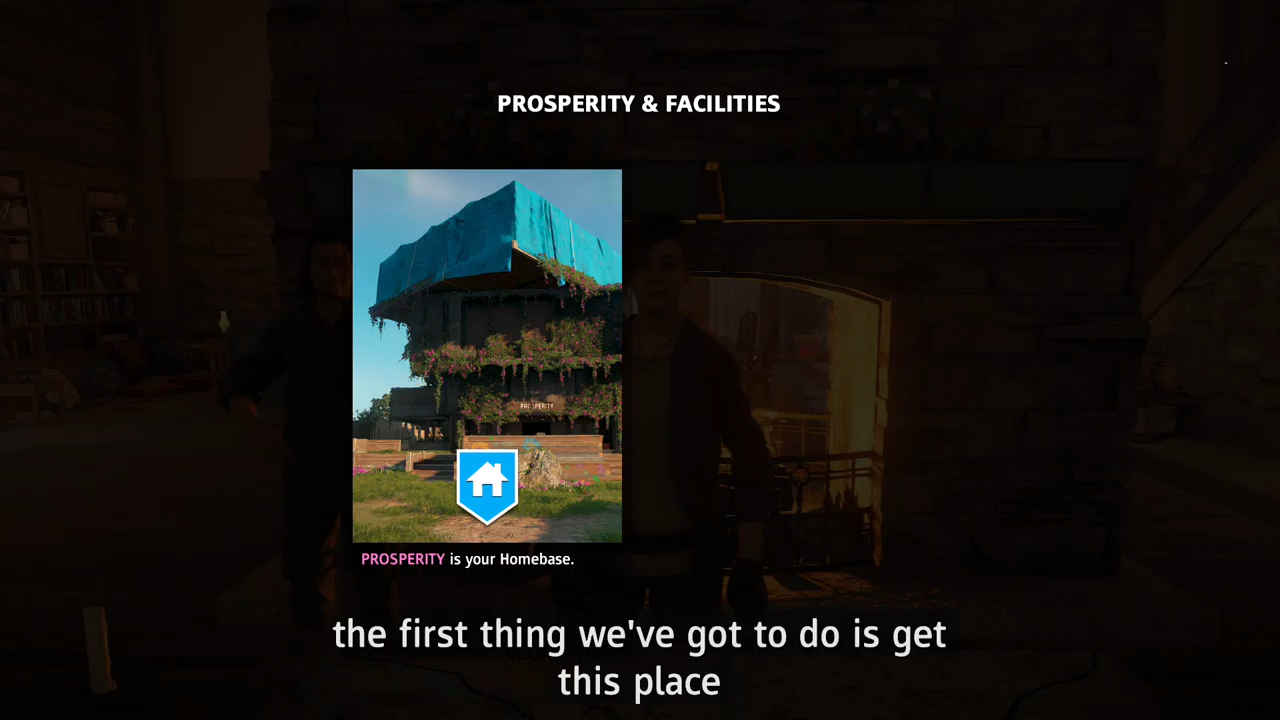 PROSPERITY & FACILITIES
PROSPERITY
PROSPERITY is your Homebase.
the first thing we've got to do is get
this place